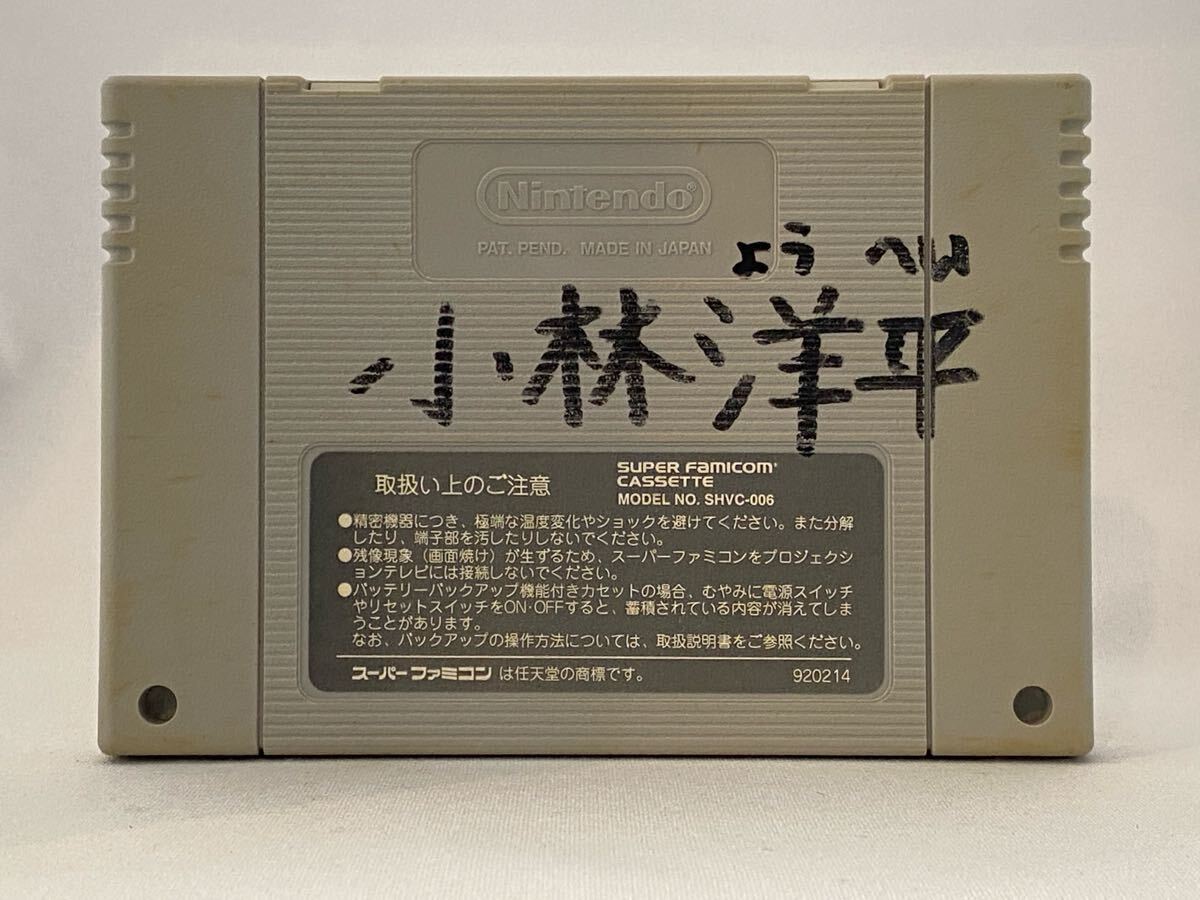 Nintendo®
PAT. PEND. MADE IN JAPAN
ようへい
小林洋平
取扱い上のご注意
SUPER FAMICOM
CASSETTE
MODEL NO. SHVC-006
●精密機器につき、極端な温度変化やショックを避けてください。また分解
したり、端子部を汚したりしないでください。
●残像現象（画面焼け）が生ずるため、スーパーファミコンをプロジェクシ
ョンテレビには接続しないでください。
●バッテリーバックアップ機能付きカセットの場合、むやみに電源スイッチ
やリセットスイッチをON・OFFすると、蓄積されている内容が消えてしま
うことがあります。
なお、バックアップの操作方法については、取扱説明書をご参照ください。
スーパーファミコンは任天堂の商標です。 920214